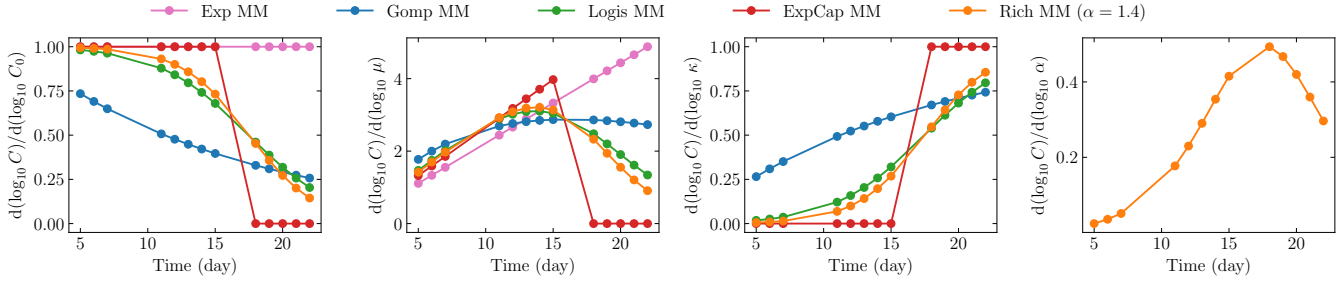 Exp MM Gomp MM Logis MM ExpCap MM Rich MM (α = 1.4)
d(log₁₀ C)/d(log₁₀ C₀)
1.00
0.75
0.50
0.25
0.00
5 10 15 20
Time (day)
d(log₁₀ C)/d(log₁₀ μ)
4
2
0
5 10 15 20
Time (day)
d(log₁₀ C)/d(log₁₀ κ)
1.00
0.75
0.50
0.25
0.00
5 10 15 20
Time (day)
d(log₁₀ C)/d(log₁₀ α)
0.4
0.2
5 10 15 20
Time (day)